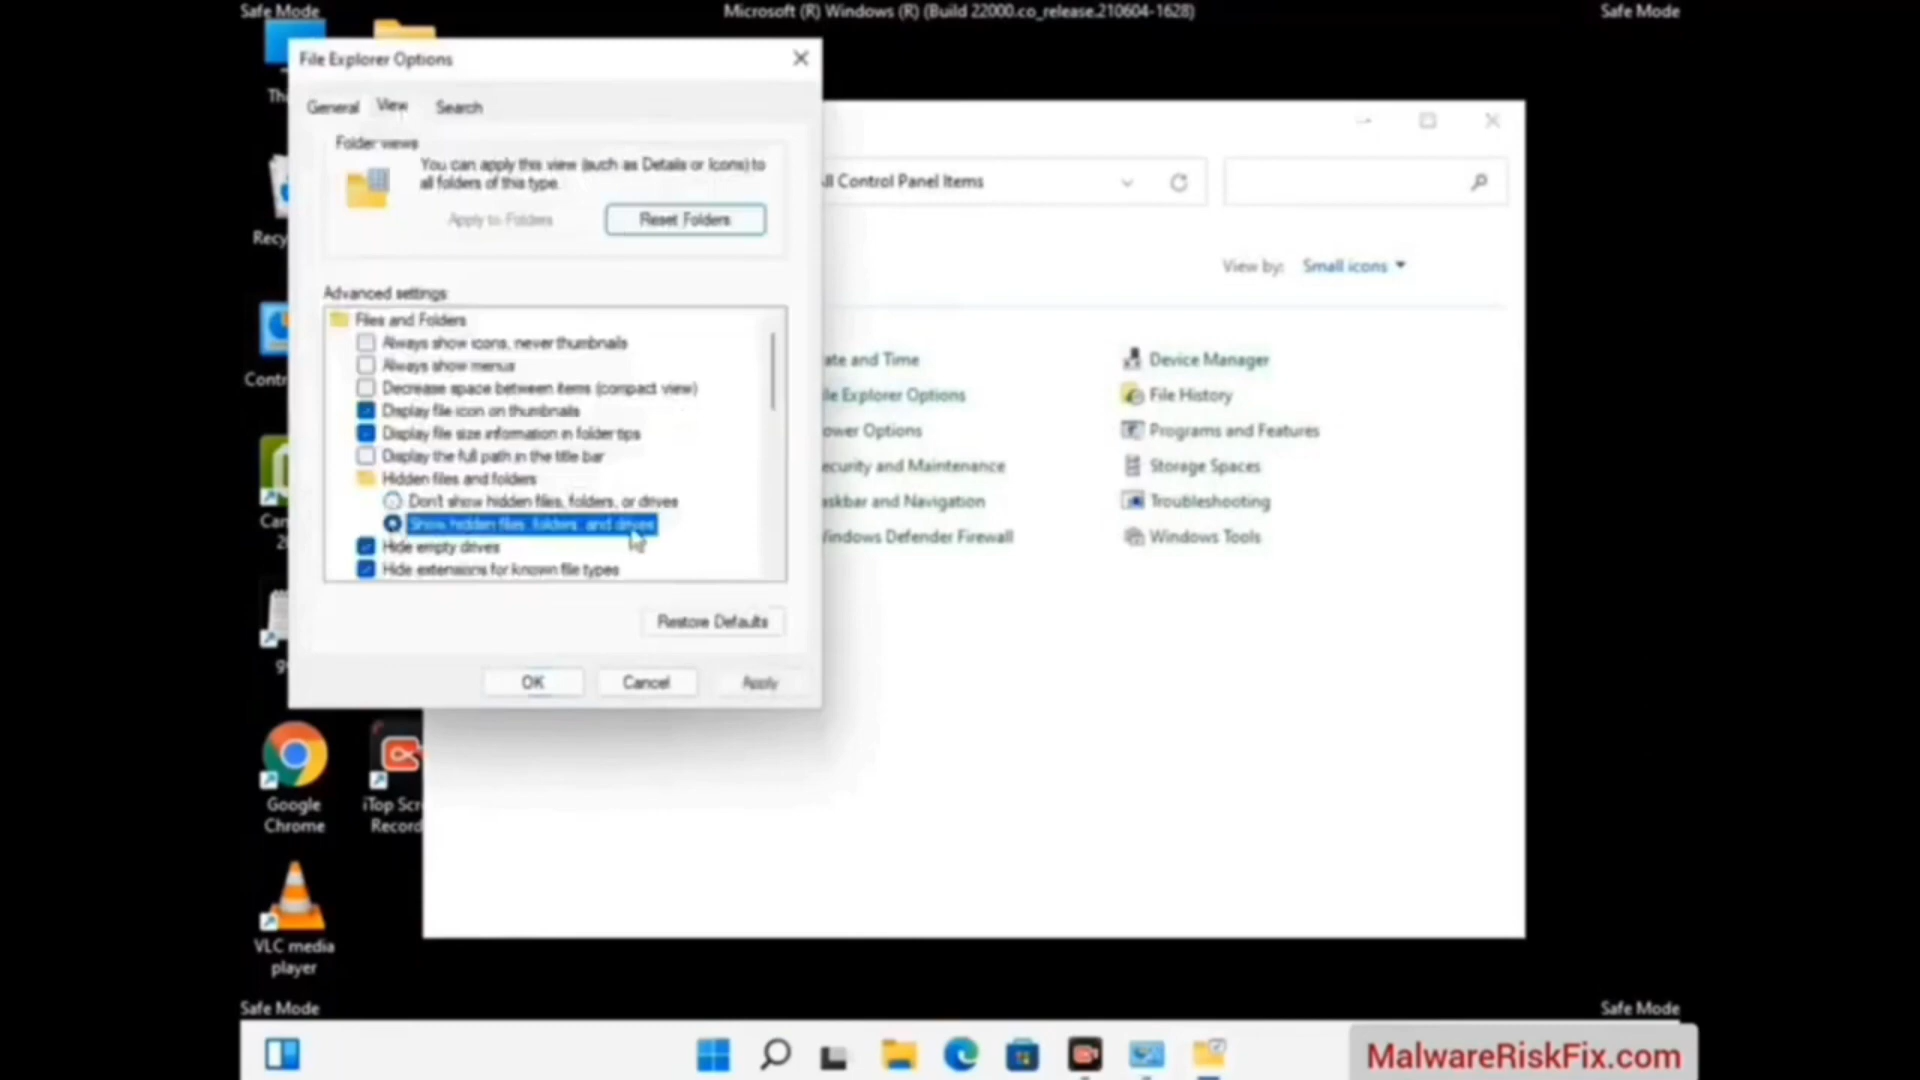 Safe Mode
Microsoft (R) Windows (R) (Build 22000.co_release.210604-1628)
Safe Mode
File Explorer Options
General
View
Search
Folder views
You can apply this view (such as Details or Icons) to
all folders of this type.
Apply to Folders
Reset Folders
Advanced settings:
Files and Folders
Always show icons, never thumbnails
Always show menus
Decrease space between items (compact view)
Display file icon on thumbnails
Display file size information in folder tips
Display the full path in the title bar
Hidden files and folders
Don't show hidden files, folders, or drives
Show hidden files, folders, and drives
Hide empty drives
Hide extensions for known file types
Restore Defaults
OK
Cancel
Apply
ll Control Panel Items
View by:
Small icons
ate and Time
le Explorer Options
ower Options
ecurity and Maintenance
askbar and Navigation
indows Defender Firewall
Device Manager
File History
Programs and Features
Storage Spaces
Troubleshooting
Windows Tools
Th
Recy
Contr
Cam
2
g
Google
Chrome
iTop Scr
Record
VLC media
player
Safe Mode
Safe Mode
MalwareRiskFix.com